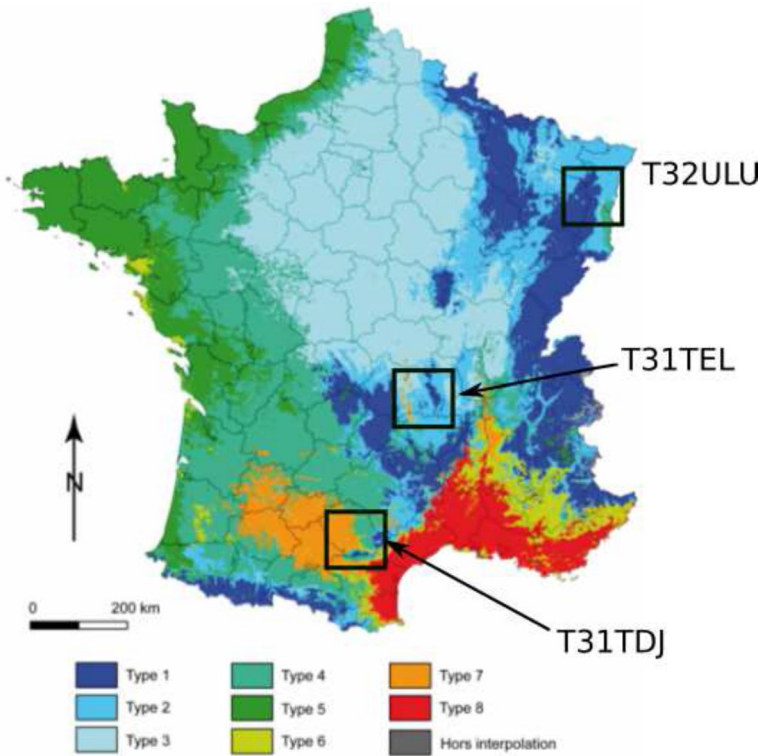 T32ULU
T31TEL
N
0 200 km
T31TDJ
Type 1
Type 4
Type 7
Type 2
Type 5
Type 8
Type 3
Type 6
Hors interpolation